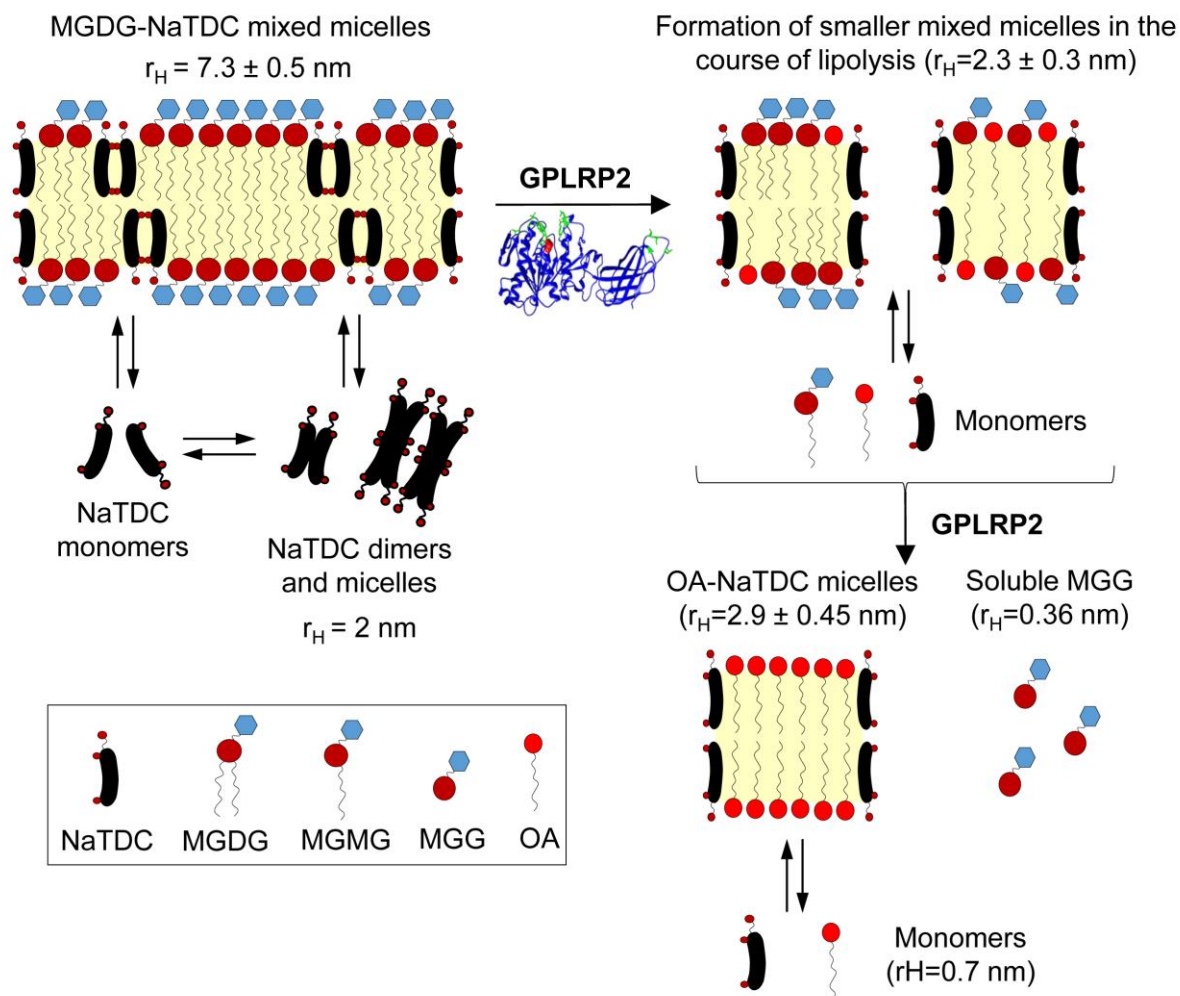 MGDG-NaTDC mixed micelles
rH = 7.3 ± 0.5 nm
Formation of smaller mixed micelles in the
course of lipolysis (rH=2.3 ± 0.3 nm)
GPLRP2
NaTDC
monomers
NaTDC dimers
and micelles
rH = 2 nm
Monomers
GPLRP2
OA-NaTDC micelles
(rH=2.9 ± 0.45 nm)
Soluble MGG
(rH=0.36 nm)
NaTDC
MGDG
MGMG
MGG
OA
Monomers
(rH=0.7 nm)